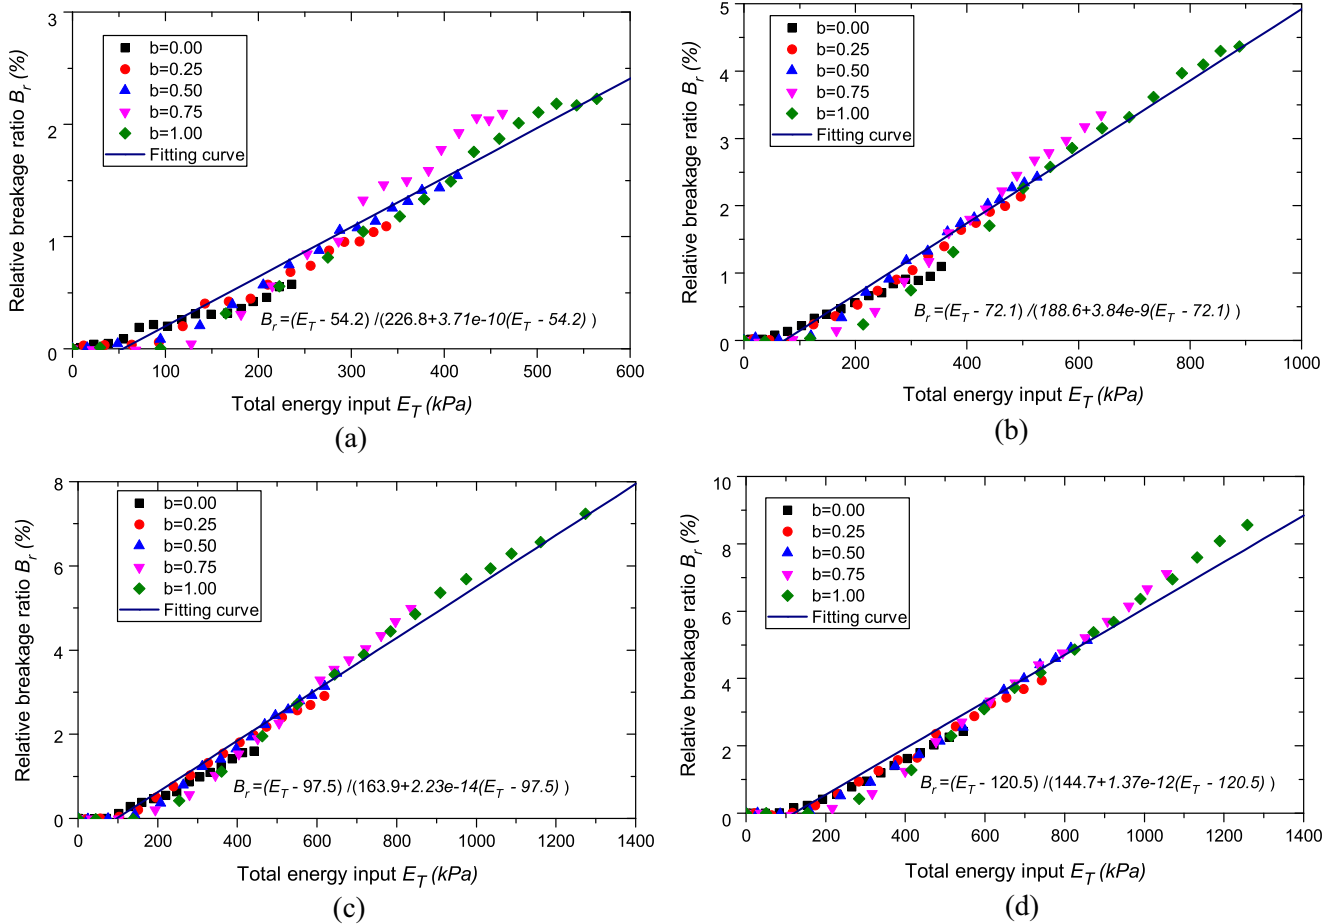 3
2
1
0
0 100 200 300 400 500 600
Relative breakage ratio B_r (%)
Total energy input E_T (kPa)
b=0.00
b=0.25
b=0.50
b=0.75
b=1.00
Fitting curve
B_r=(E_T - 54.2) /(226.8+3.71e-10(E_T - 54.2) )
(a)
5
4
3
2
1
0
0 200 400 600 800 1000
Relative breakage ratio B_r (%)
Total energy input E_T (kPa)
b=0.00
b=0.25
b=0.50
b=0.75
b=1.00
Fitting curve
B_r=(E_T - 72.1) /(188.6+3.84e-9(E_T - 72.1) )
(b)
8
6
4
2
0
0 200 400 600 800 1000 1200 1400
Relative breakage ratio B_r (%)
Total energy input E_T (kPa)
b=0.00
b=0.25
b=0.50
b=0.75
b=1.00
Fitting curve
B_r=(E_T - 97.5) /(163.9+2.23e-14(E_T - 97.5) )
(c)
10
8
6
4
2
0
0 200 400 600 800 1000 1200 1400
Relative breakage ratio B_r (%)
Total energy input E_T (kPa)
b=0.00
b=0.25
b=0.50
b=0.75
b=1.00
Fitting curve
B_r=(E_T - 120.5) /(144.7+1.37e-12(E_T - 120.5) )
(d)